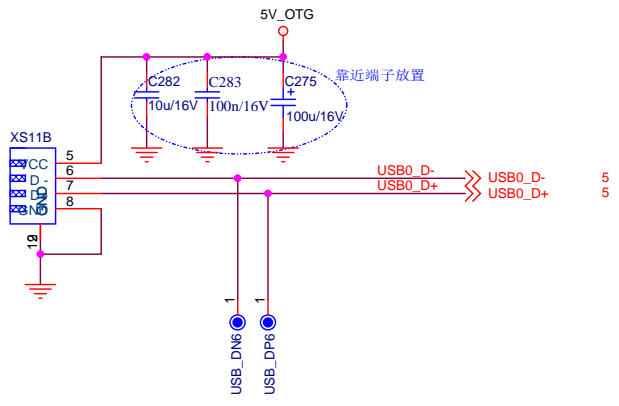 5V_OTG
靠近端子放置
C282
10u/16V
C283
100n/16V
C275
+
100u/16V
XS11B
VCC 5
D - 6
D+ 7
GND 8
USB0_D-
USB0_D+
USB0_D- 5
USB0_D+ 5
1
USB_DN6
1
USB_DP6